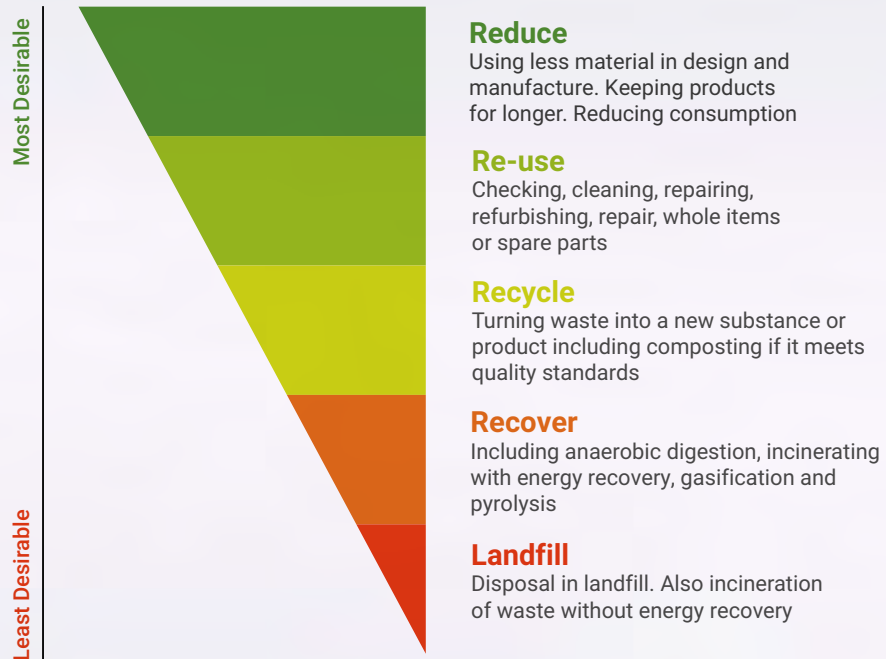 Most Desirable
Reduce
Using less material in design and
manufacture. Keeping products
for longer. Reducing consumption
Re-use
Checking, cleaning, repairing,
refurbishing, repair, whole items
or spare parts
Recycle
Turning waste into a new substance or
product including composting if it meets
quality standards
Recover
Including anaerobic digestion, incinerating
with energy recovery, gasification and
pyrolysis
Least Desirable
Landfill
Disposal in landfill. Also incineration
of waste without energy recovery